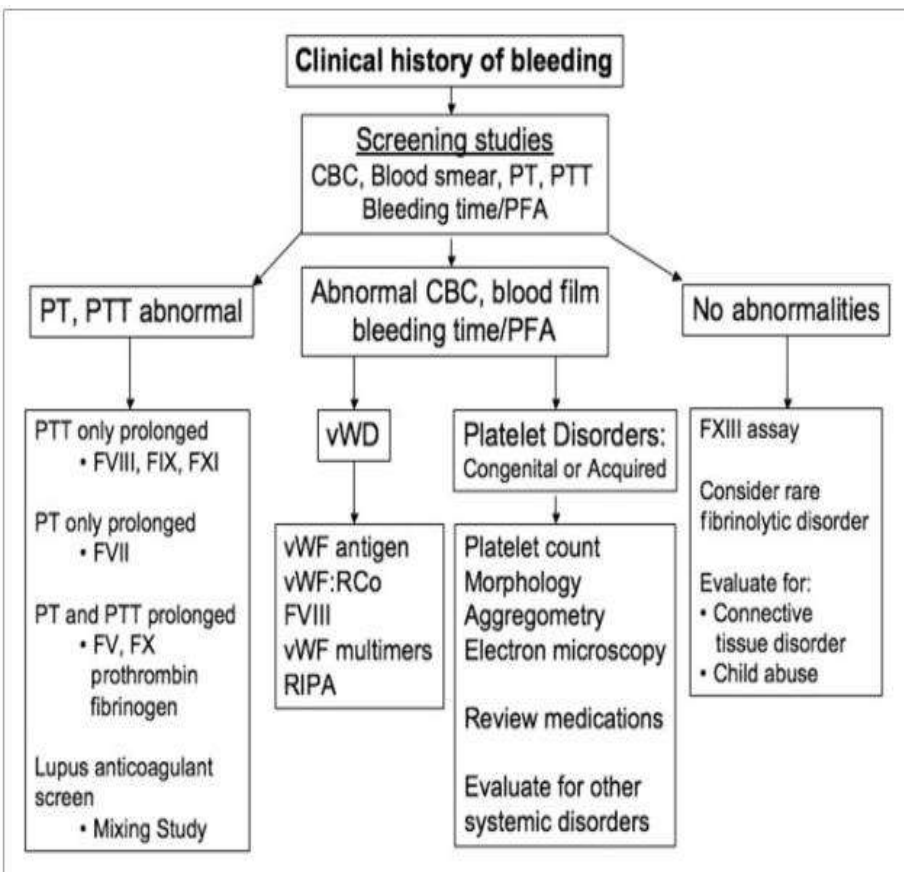 Clinical history of bleeding
Screening studies
CBC, Blood smear, PT, PTT
Bleeding time/PFA
PT, PTT abnormal
Abnormal CBC, blood film
bleeding time/PFA
No abnormalities
PTT only prolonged
• FVIII, FIX, FXI
PT only prolonged
• FVII
PT and PTT prolonged
• FV, FX
prothrombin
fibrinogen
Lupus anticoagulant
screen
• Mixing Study
vWD
vWF antigen
vWF:RCo
FVIII
vWF multimers
RIPA
Platelet Disorders:
Congenital or Acquired
Platelet count
Morphology
Aggregometry
Electron microscopy
Review medications
Evaluate for other
systemic disorders
FXIII assay
Consider rare
fibrinolytic disorder
Evaluate for:
• Connective
tissue disorder
• Child abuse